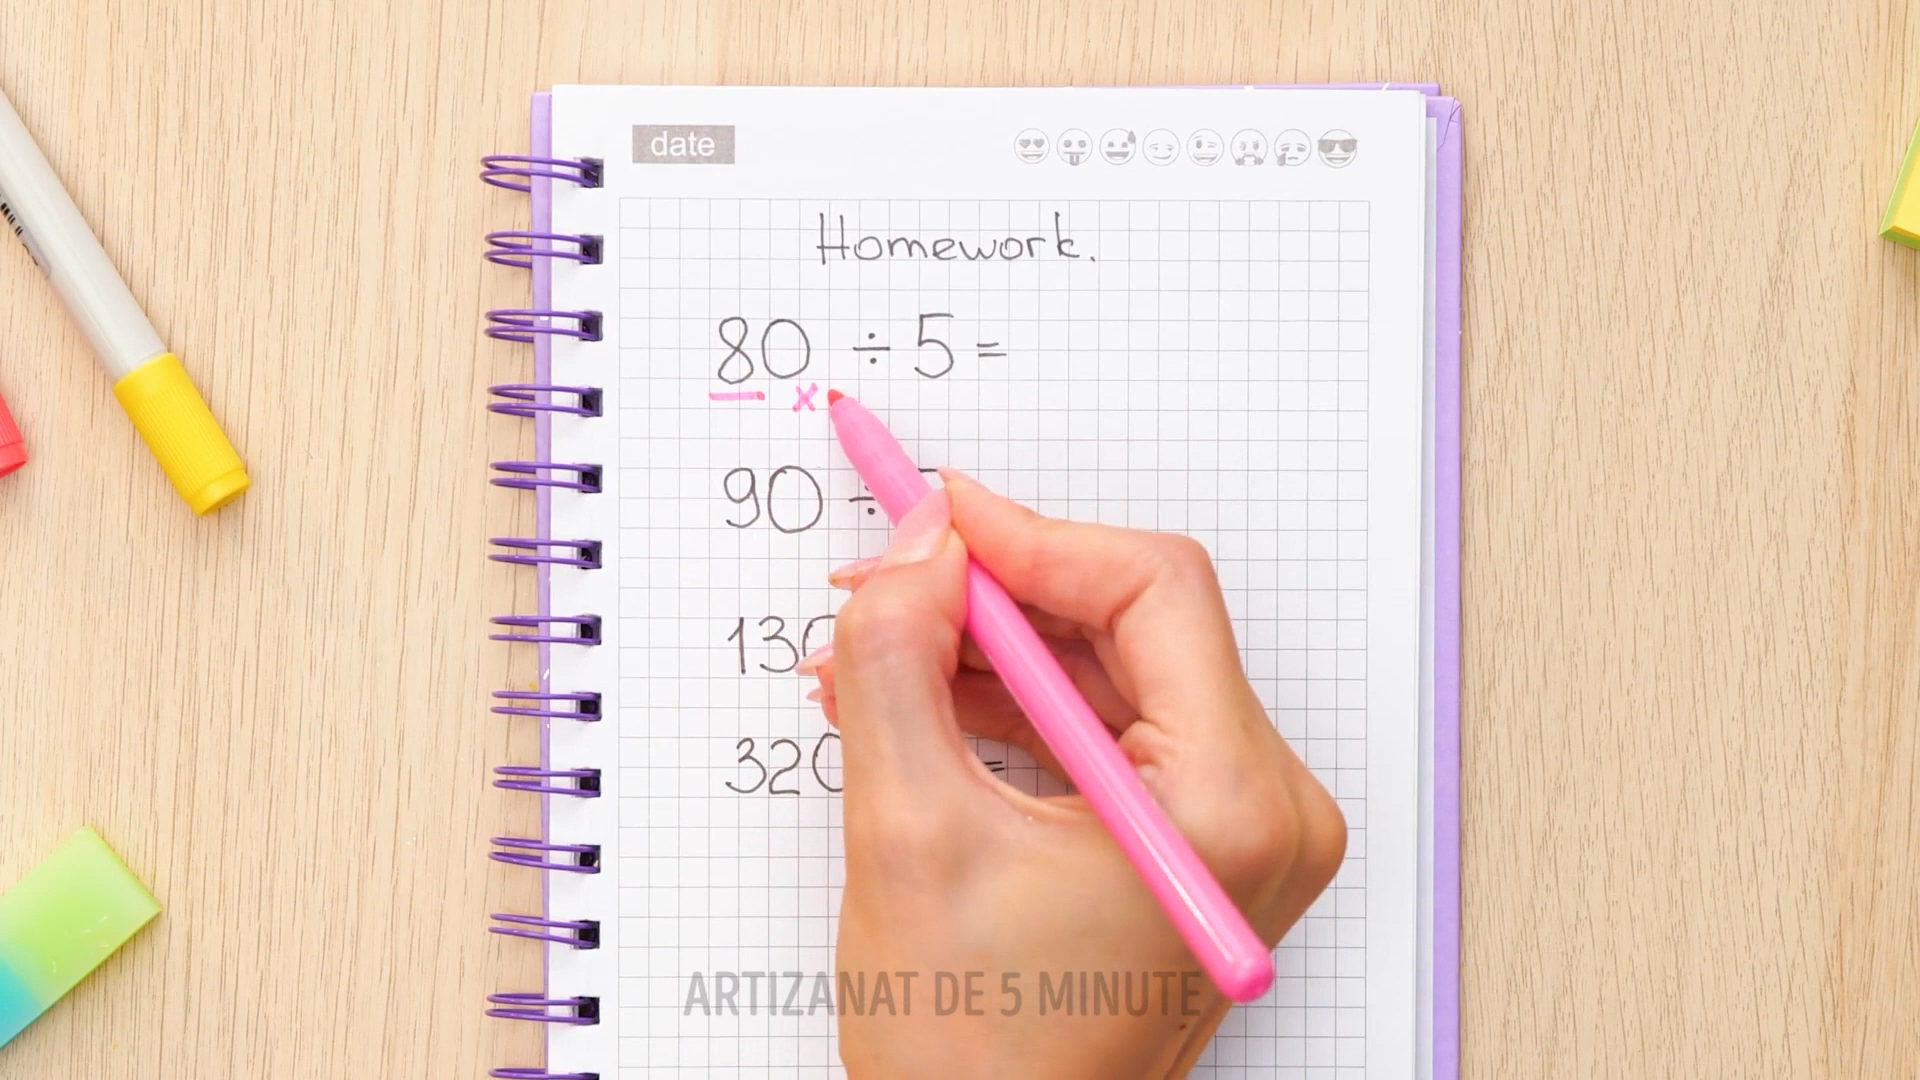 date
Homework.
80 ÷ 5 =
×
90 ÷
130
320 =
ARTIZANAT DE 5 MINUTE